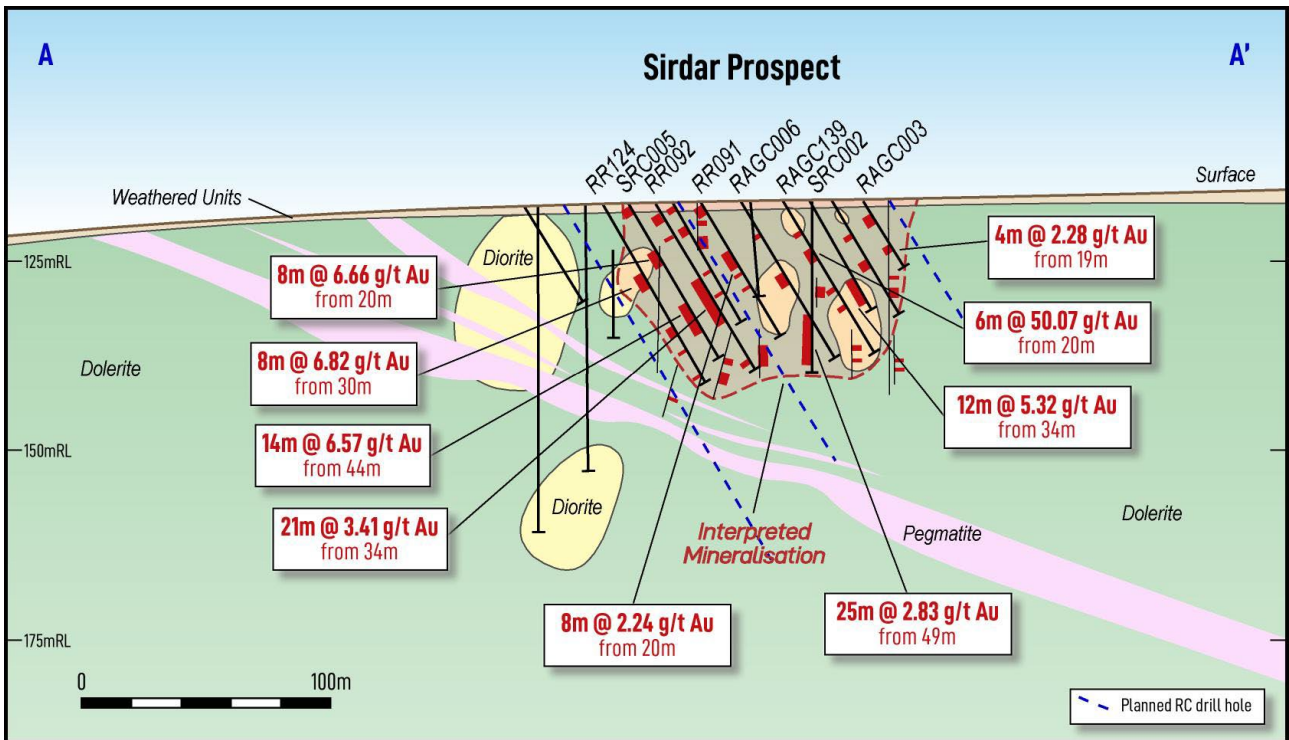 A
A'
Sirdar Prospect
RR124
SRC005
RR092
RR091
RAGC006
RAGC139
SRC002
RAGC003
Weathered Units
Surface
125mRL
Diorite
8m @ 6.66 g/t Au
from 20m
4m @ 2.28 g/t Au
from 19m
6m @ 50.07 g/t Au
from 20m
Dolerite
8m @ 6.82 g/t Au
from 30m
12m @ 5.32 g/t Au
from 34m
150mRL
14m @ 6.57 g/t Au
from 44m
Diorite
Dolerite
21m @ 3.41 g/t Au
from 34m
Interpreted
Mineralisation
Pegmatite
8m @ 2.24 g/t Au
from 20m
25m @ 2.83 g/t Au
from 49m
175mRL
0
100m
Planned RC drill hole